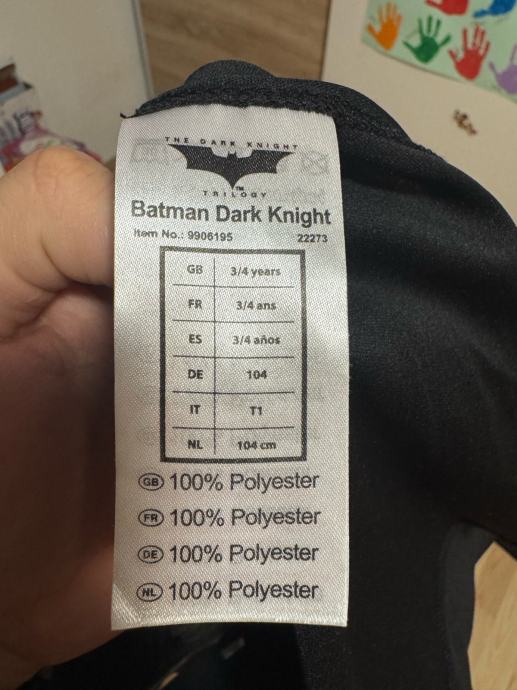 THE DARK KNIGHT
TM
TRILOGY
Batman Dark Knight
Item No.: 9906195 22273
GB 3/4 years
FR 3/4 ans
ES 3/4 años
DE 104
IT T1
NL 104 cm
GB 100% Polyester
FR 100% Polyester
DE 100% Polyester
NL 100% Polyester